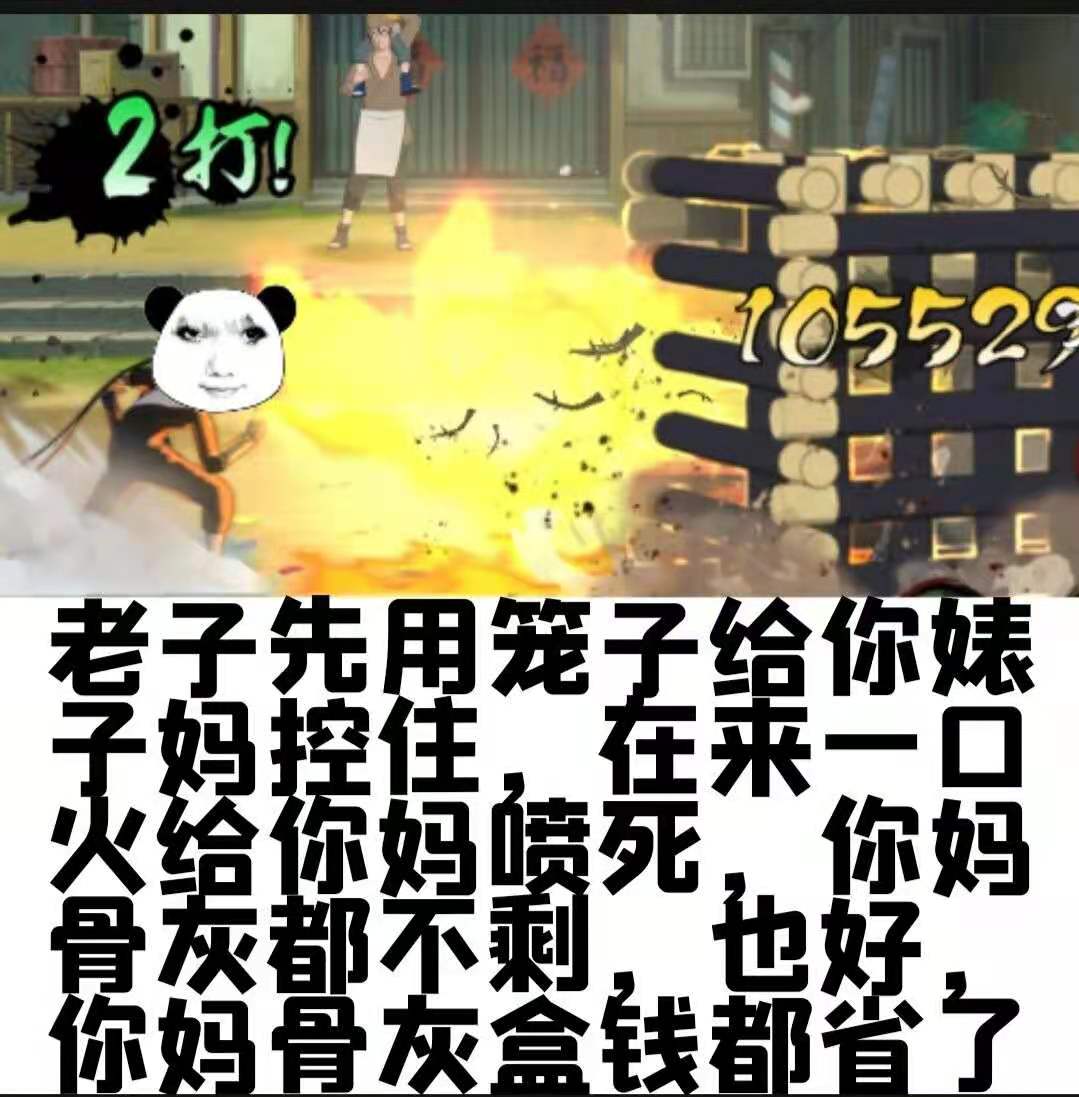 2打!
福
105529
老子先用笼子给你婊
子妈控住，在来一口
火给你妈喷死，你妈
骨灰都不剩，也好，
你妈骨灰盒钱都省了